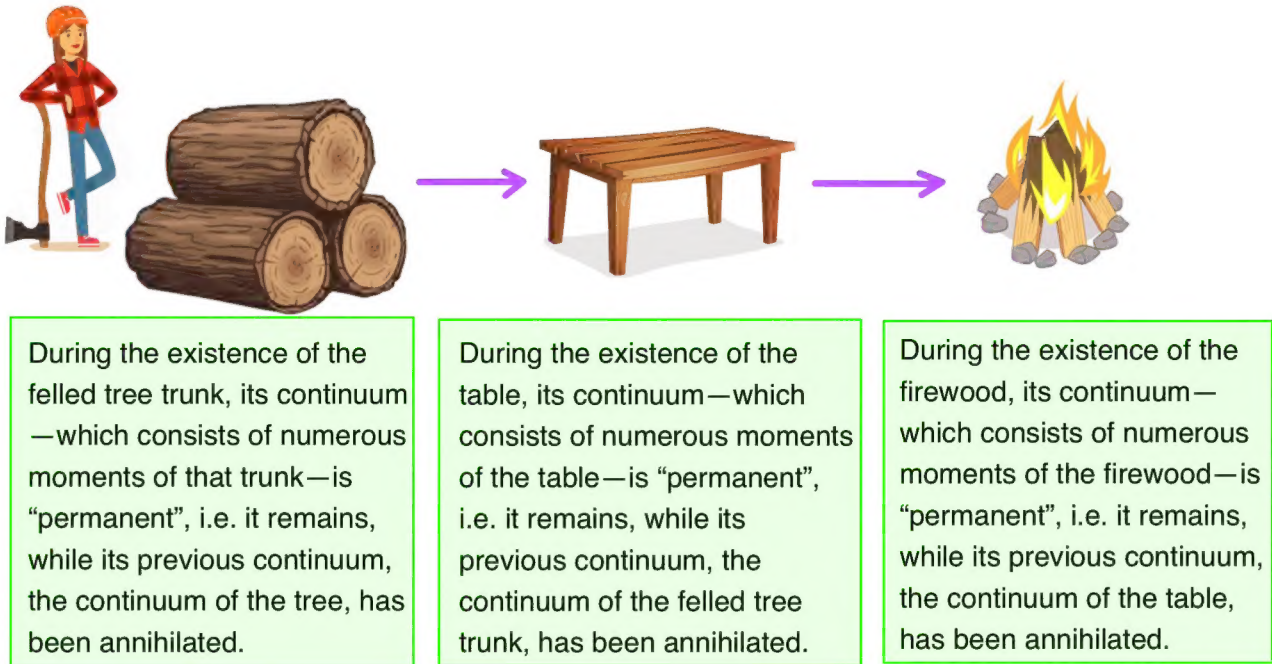 During the existence of the
felled tree trunk, its continuum
—which consists of numerous
moments of that trunk—is
“permanent”, i.e. it remains,
while its previous continuum,
the continuum of the tree, has
been annihilated.
During the existence of the
table, its continuum—which
consists of numerous moments
of the table—is “permanent”,
i.e. it remains, while its
previous continuum, the
continuum of the felled tree
trunk, has been annihilated.
During the existence of the
firewood, its continuum—
which consists of numerous
moments of the firewood—is
“permanent”, i.e. it remains,
while its previous continuum,
the continuum of the table,
has been annihilated.